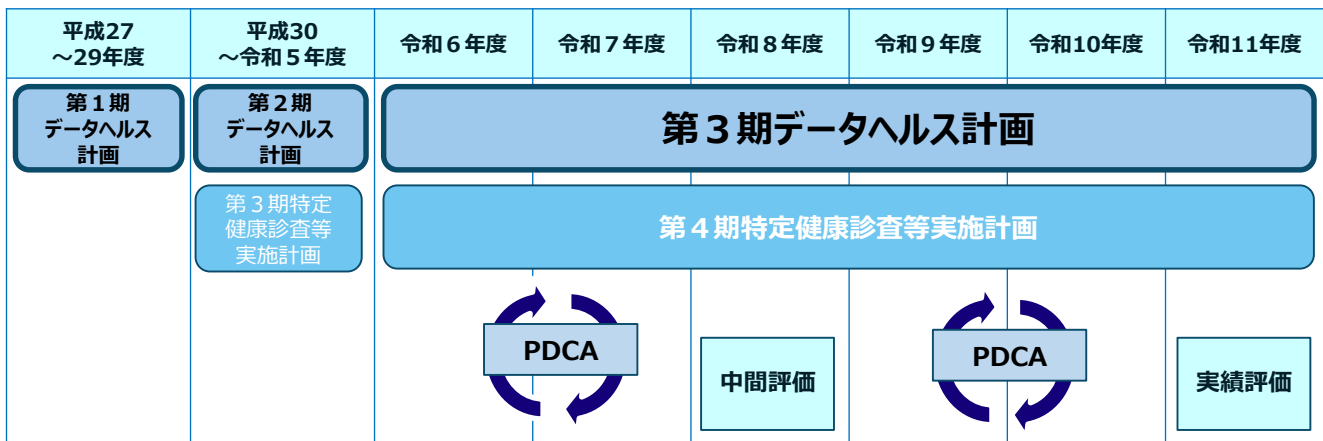 平成27
～29年度
平成30
～令和５年度
令和６年度
令和７年度
令和８年度
令和９年度
令和10年度
令和11年度
第１期
データヘルス
計画
第２期
データヘルス
計画
第３期データヘルス計画
第３期特定
健康診査等
実施計画
第４期特定健康診査等実施計画
PDCA
中間評価
PDCA
実績評価